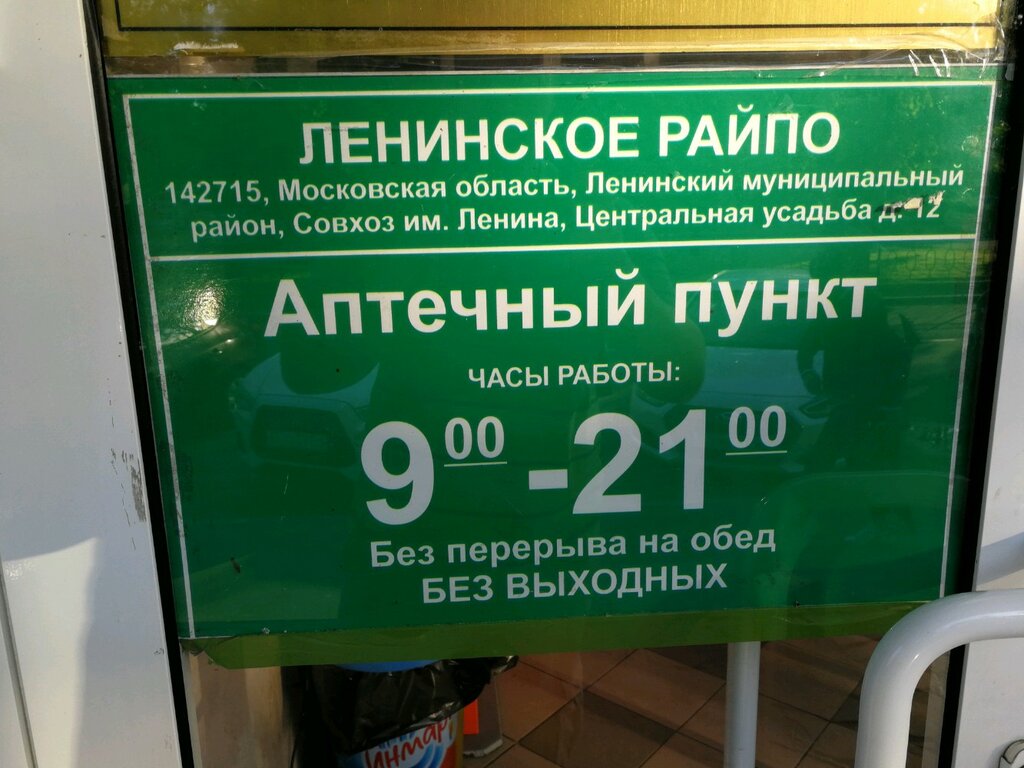 ЛЕНИНСКОЕ РАЙПО
142715, Московская область, Ленинский муниципальный
район, Совхоз им. Ленина, Центральная усадьба д. 12
Аптечный пункт
ЧАСЫ РАБОТЫ:
9 00 - 21 00
Без перерыва на обед
БЕЗ ВЫХОДНЫХ
Инмарк